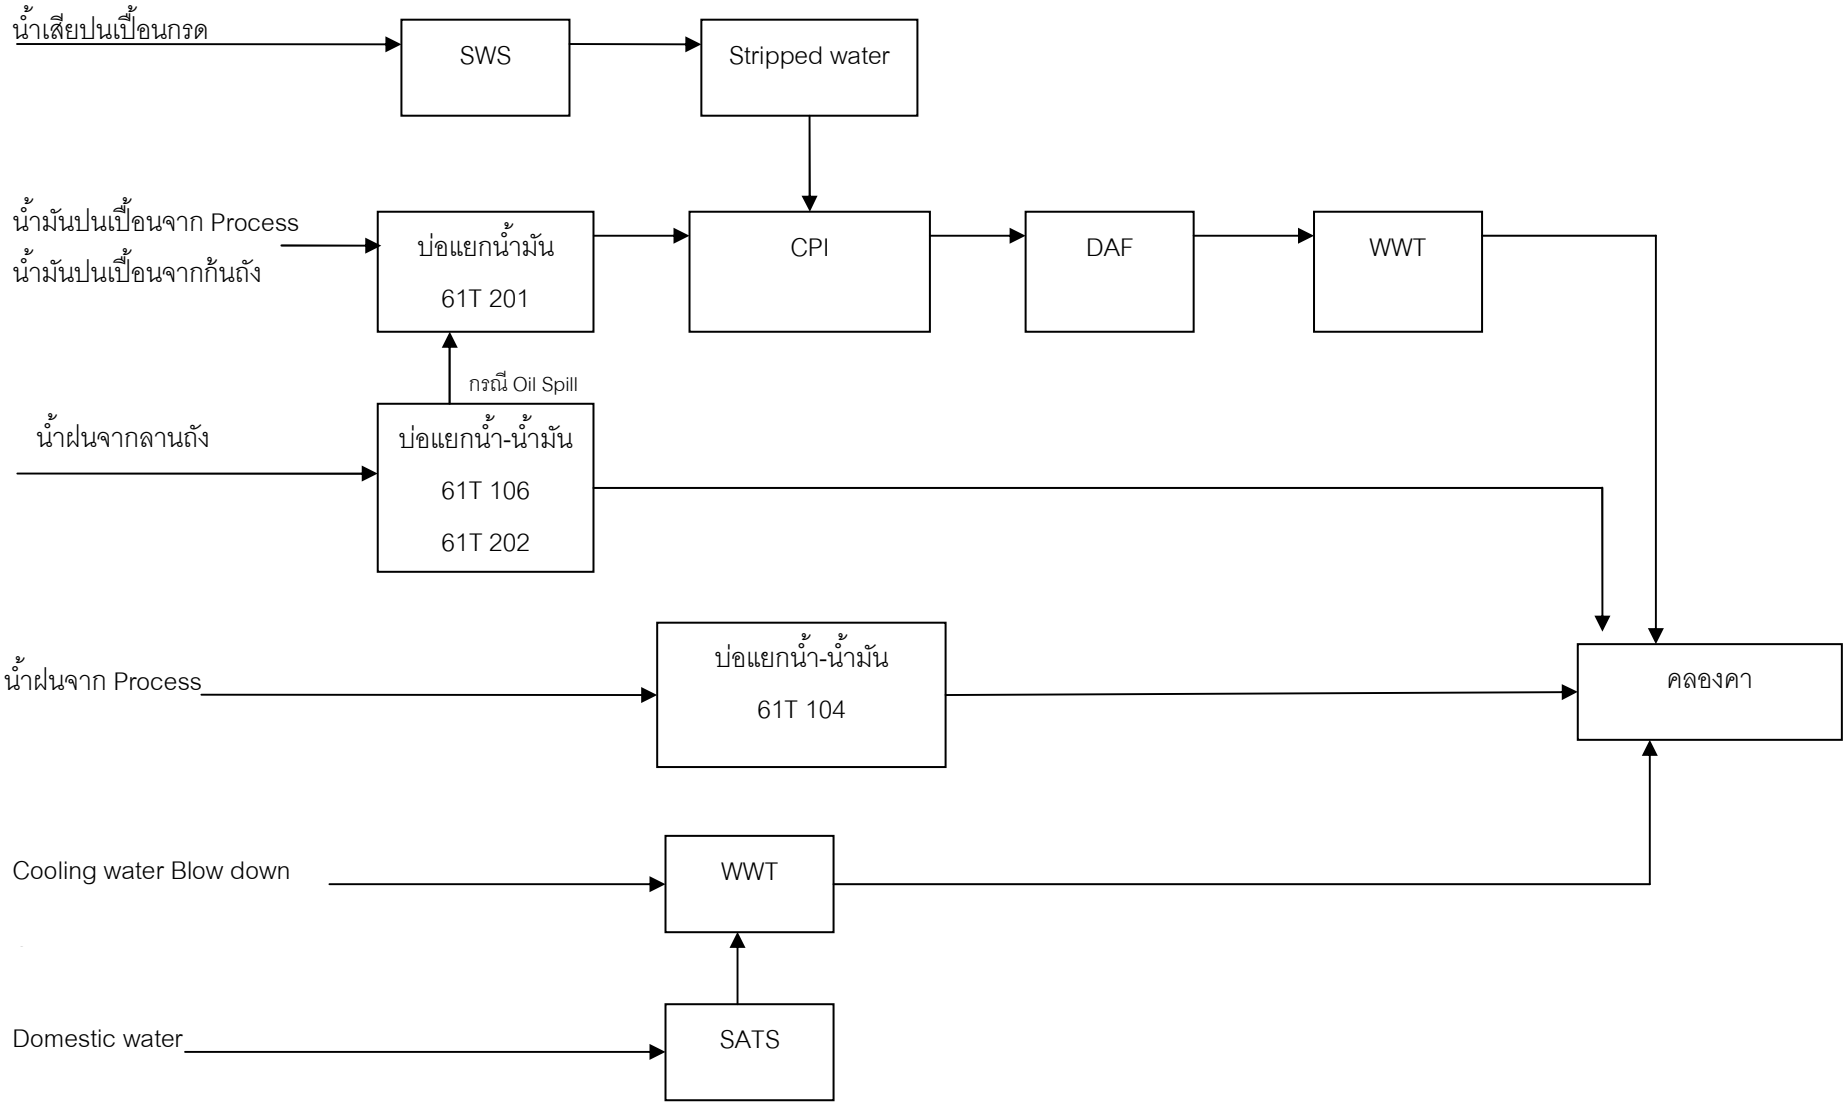 น้ำเสียปนเปื้อนกรด
SWS
Stripped water
น้ำมันปนเปื้อนจาก Process
น้ำมันปนเปื้อนจากก้นถัง
บ่อแยกน้ำมัน
61T 201
CPI
DAF
WWT
กรณี Oil Spill
น้ำฝนจากลานถัง
บ่อแยกน้ำ-น้ำมัน
61T 106
61T 202
น้ำฝนจาก Process
บ่อแยกน้ำ-น้ำมัน
61T 104
คลองคา
Cooling water Blow down
WWT
Domestic water
SATS